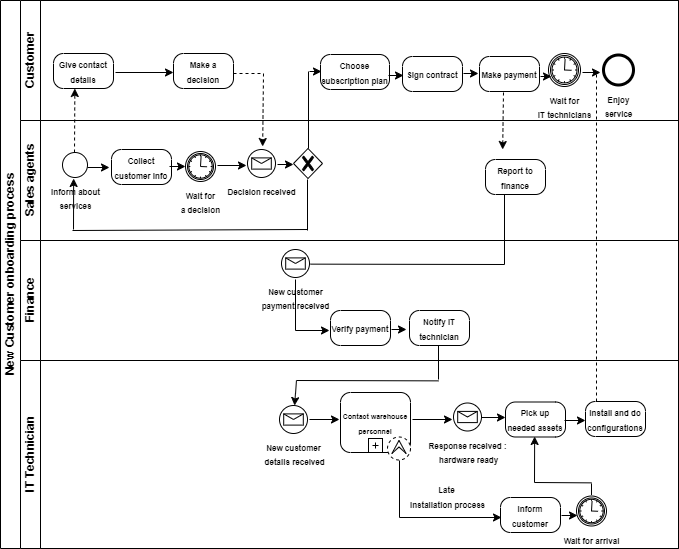 New Customer onboarding process
Customer
Give contact
details
Make a
decision
Choose
subscription plan
Sign contract
Make payment
Wait for
IT technicians
Enjoy
service
Sales agents
Inform about
services
Collect
customer info
Wait for
a decision
Decision received
Report to
finance
Finance
New customer
payment received
Verify payment
Notify IT
technician
IT Technician
New customer
details received
Contact warehouse
personnel
Response received :
hardware ready
Pick up
needed assets
Install and do
configurations
Late
Installation process
Inform
customer
Wait for arrival